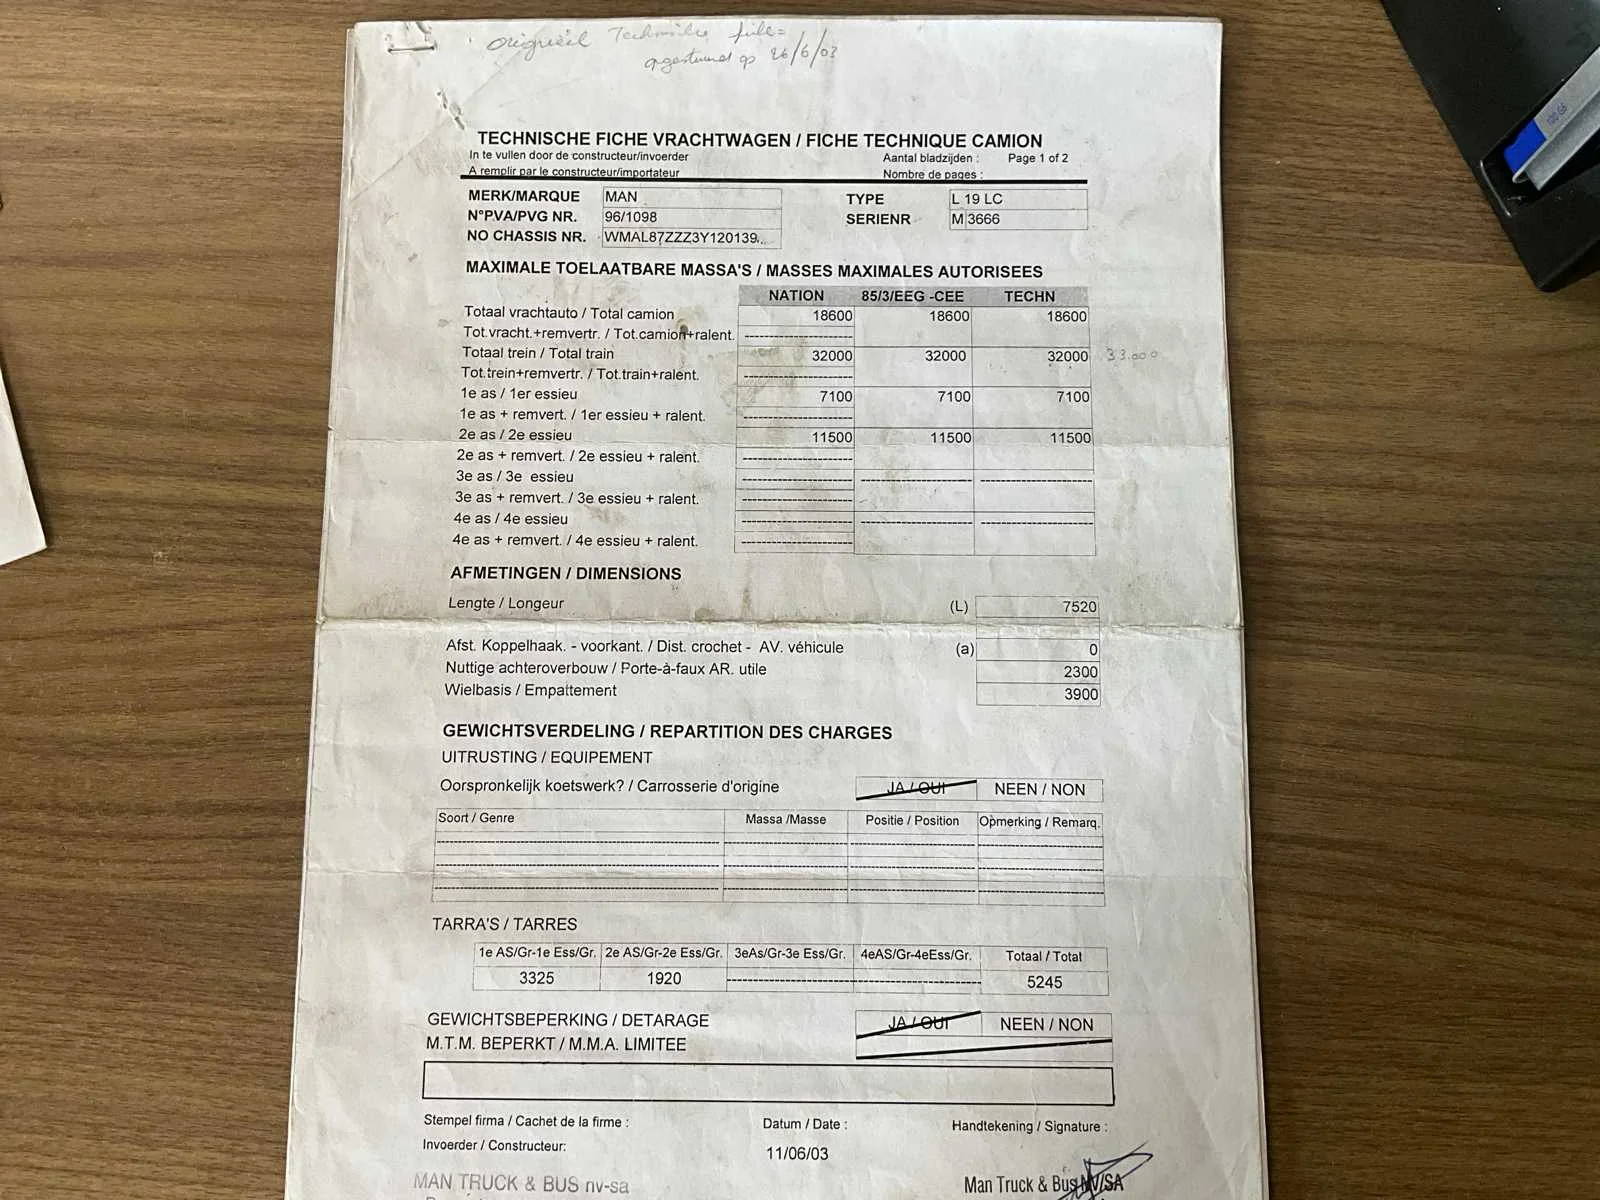 origineel Technische fiche =
opgestuurd op 26/6/03
TECHNISCHE FICHE VRACHTWAGEN / FICHE TECHNIQUE CAMION
In te vullen door de constructeur/invoerder Aantal bladzijden : Page 1 of 2
A remplir par le constructeur/importateur Nombre de pages :
MERK/MARQUE MAN TYPE L 19 LC
N°PVA/PVG NR. 96/1098 SERIENR M 3666
NO CHASSIS NR. WMAL87ZZZ3Y120139
MAXIMALE TOELAATBARE MASSA'S / MASSES MAXIMALES AUTORISEES
NATION 85/3/EEG -CEE TECHN
Totaal vrachtauto / Total camion 18600 18600 18600
Tot.vracht.+remvertr. / Tot.camion+ralent. --------------------
Totaal trein / Total train 32000 32000 32000 33.000
Tot.trein+remvertr. / Tot.train+ralent. --------------------
1e as / 1er essieu 7100 7100 7100
1e as + remvert. / 1er essieu + ralent. --------------------
2e as / 2e essieu 11500 11500 11500
2e as + remvert. / 2e essieu + ralent. --------------------
3e as / 3e essieu -------------------- -------------------- --------------------
3e as + remvert. / 3e essieu + ralent. --------------------
4e as / 4e essieu -------------------- -------------------- --------------------
4e as + remvert. / 4e essieu + ralent. --------------------
AFMETINGEN / DIMENSIONS
Lengte / Longeur (L) 7520
Afst. Koppelhaak. - voorkant. / Dist. crochet - AV. véhicule (a) 0
Nuttige achteroverbouw / Porte-à-faux AR. utile 2300
Wielbasis / Empattement 3900
GEWICHTSVERDELING / REPARTITION DES CHARGES
UITRUSTING / EQUIPEMENT
Oorspronkelijk koetswerk? / Carrosserie d'origine JA / OUI NEEN / NON
Soort / Genre Massa /Masse Positie / Position Opmerking / Remarq.
TARRA'S / TARRES
1e AS/Gr-1e Ess/Gr. 2e AS/Gr-2e Ess/Gr. 3eAs/Gr-3e Ess/Gr. 4eAS/Gr-4eEss/Gr. Totaal / Totat
3325 1920 -------------------- -------------------- 5245
GEWICHTSBEPERKING / DETARAGE JA / OUI NEEN / NON
M.T.M. BEPERKT / M.M.A. LIMITEE
Stempel firma / Cachet de la firme : Datum / Date : Handtekening / Signature :
Invoerder / Constructeur: 11/06/03
MAN TRUCK & BUS nv-sa Man Truck & Bus NV/SA